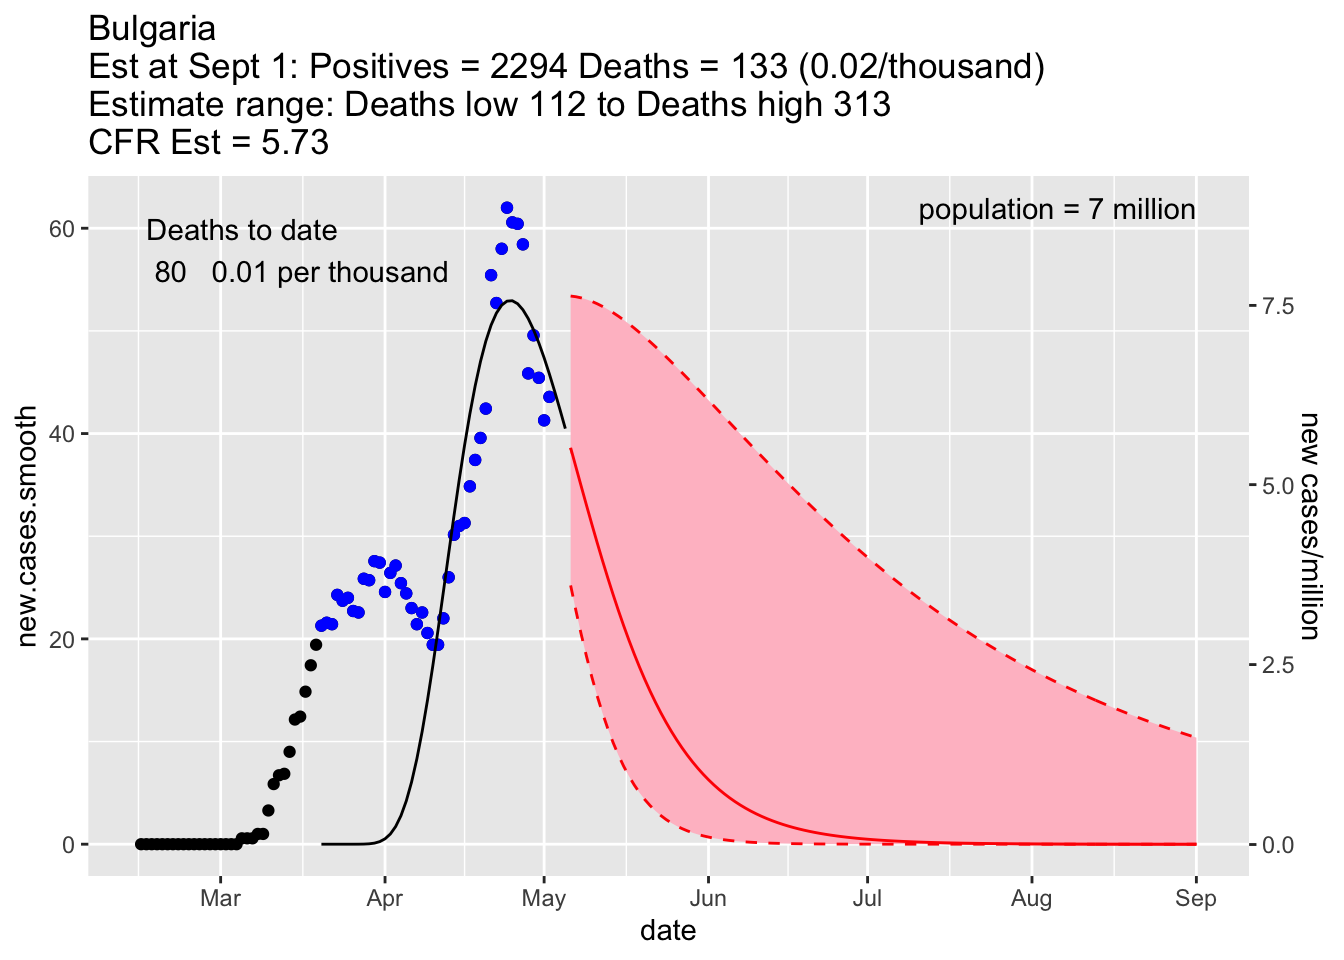 Bulgaria
Est at Sept 1: Positives = 2294 Deaths = 133 (0.02/thousand)
Estimate range: Deaths low 112 to Deaths high 313
CFR Est = 5.73
population = 7 million
Deaths to date
80 0.01 per thousand
new.cases.smooth
60
40
20
0
new cases/million
7.5
5.0
2.5
0.0
Mar Apr May Jun Jul Aug Sep
date